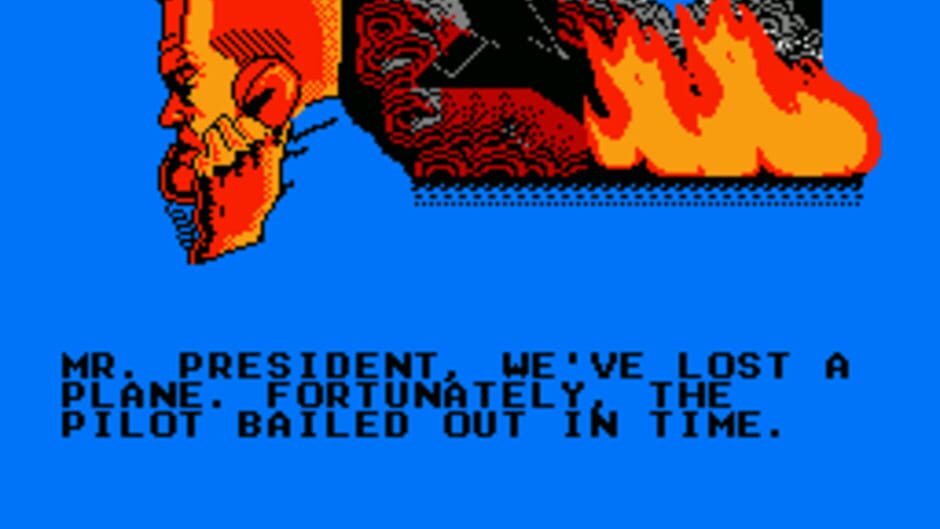 MR. PRESIDENT, WE'VE LOST A
PLANE. FORTUNATELY, THE
PILOT BAILED OUT IN TIME.